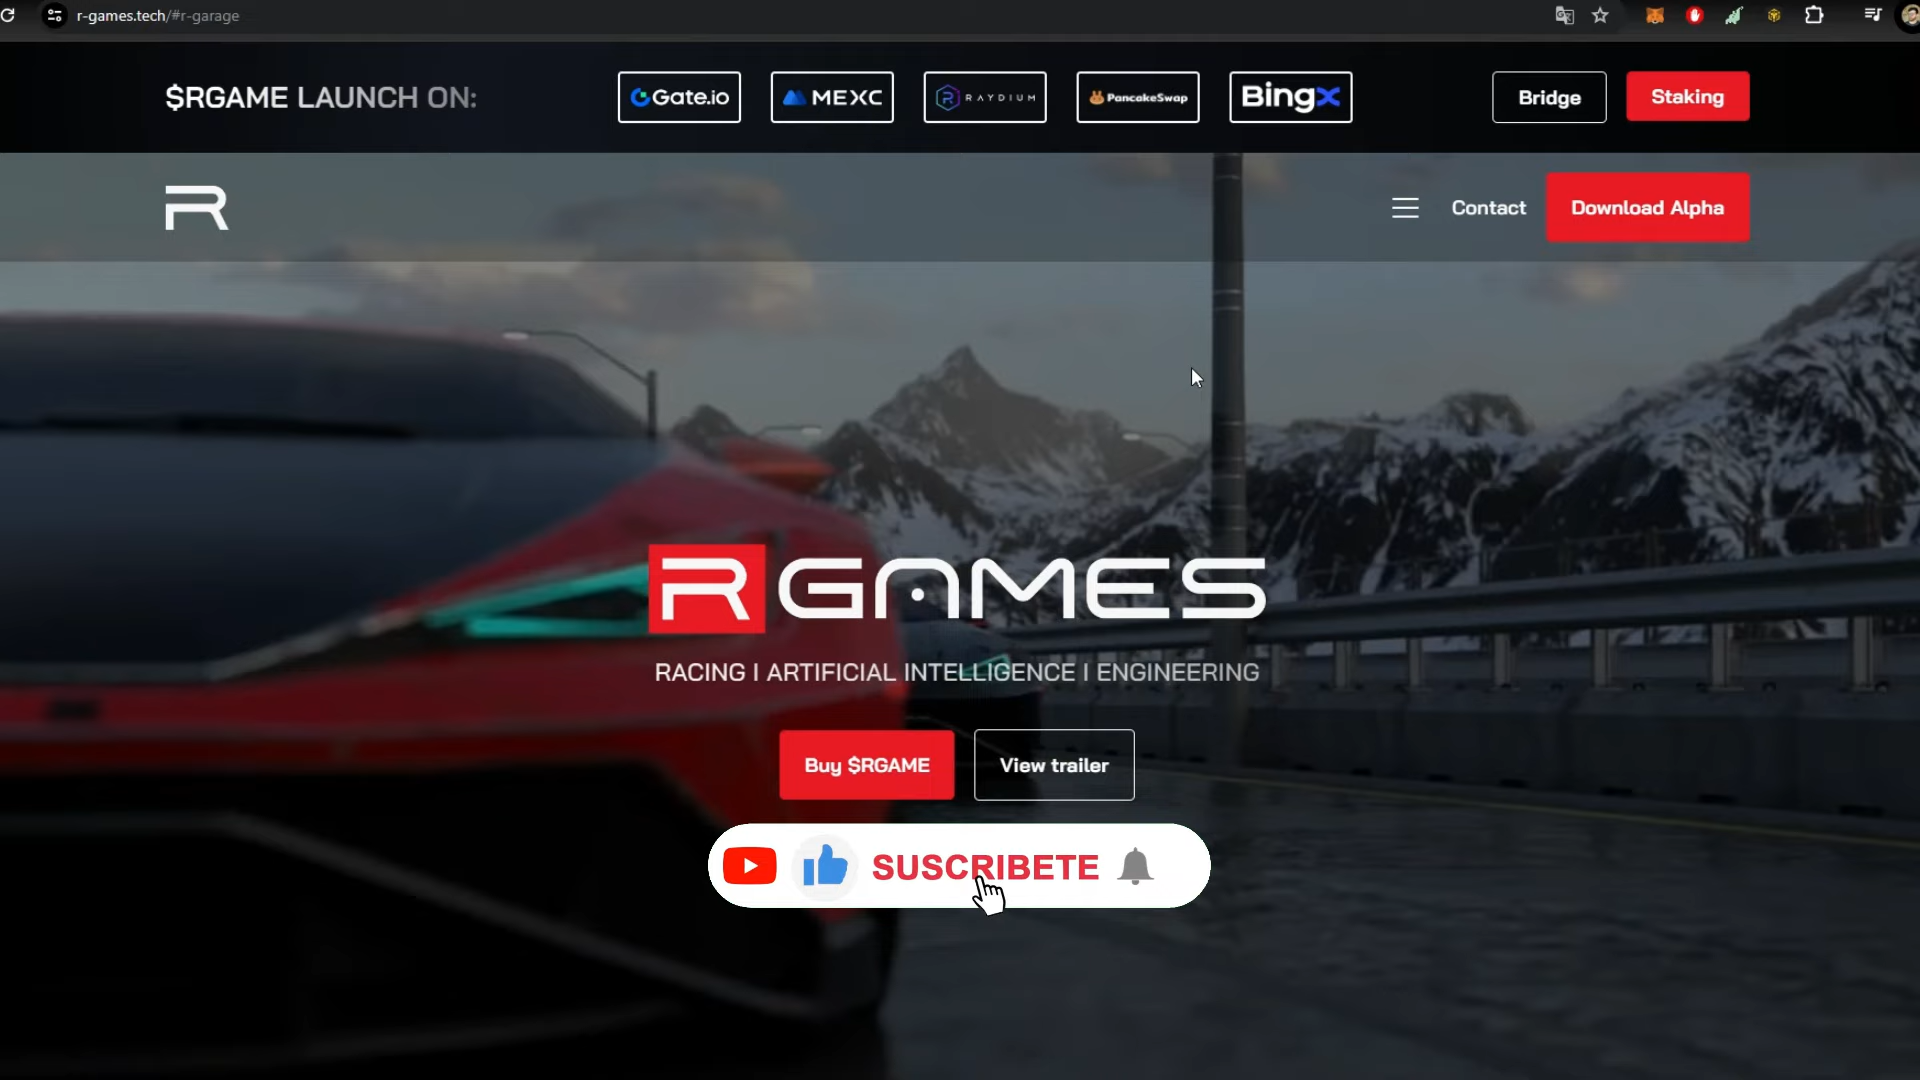 r-games.tech/#r-garage
$RGAME LAUNCH ON:
Gate.io
MEXC
RAYDIUM
PancakeSwap
BingX
Bridge
Staking
R
Contact
Download Alpha
R GAMES
RACING | ARTIFICIAL INTELLIGENCE | ENGINEERING
Buy $RGAME
View trailer
SUSCRIBETE